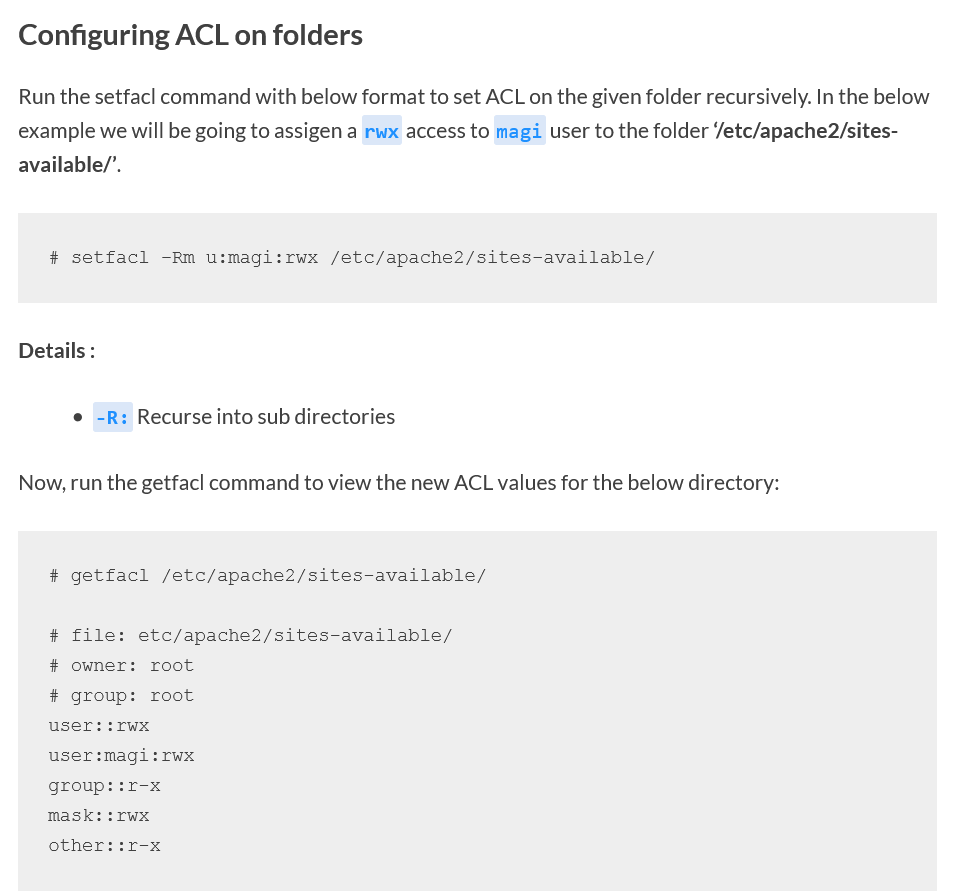 Configuring ACL on folders
Run the setfacl command with below format to set ACL on the given folder recursively. In the below
example we will be going to assigen a rwx access to magi user to the folder ‘/etc/apache2/sites-
available/’.
# setfacl -Rm u:magi:rwx /etc/apache2/sites-available/
Details :
• -R: Recurse into sub directories
Now, run the getfacl command to view the new ACL values for the below directory:
# getfacl /etc/apache2/sites-available/
# file: etc/apache2/sites-available/
# owner: root
# group: root
user::rwx
user:magi:rwx
group::r-x
mask::rwx
other::r-x